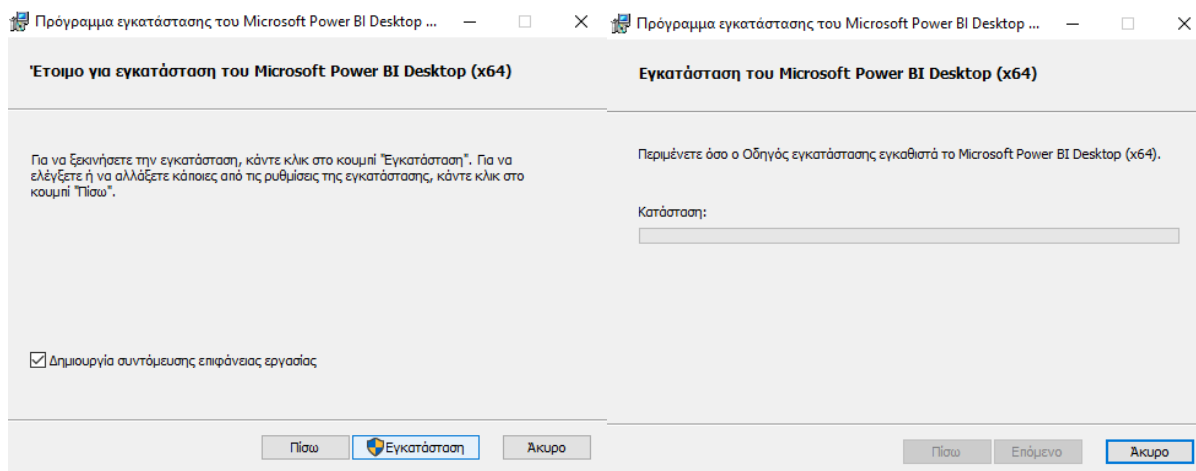 Πρόγραμμα εγκατάστασης του Microsoft Power BI Desktop ...
Έτοιμο για εγκατάσταση του Microsoft Power BI Desktop (x64)
Για να ξεκινήσετε την εγκατάσταση, κάντε κλικ στο κουμπί "Εγκατάσταση". Για να
ελέγξετε ή να αλλάξετε κάποιες από τις ρυθμίσεις της εγκατάστασης, κάντε κλικ στο
κουμπί "Πίσω".
Δημιουργία συντόμευσης επιφάνειας εργασίας
Πίσω Εγκατάσταση Άκυρο
Πρόγραμμα εγκατάστασης του Microsoft Power BI Desktop ...
Εγκατάσταση του Microsoft Power BI Desktop (x64)
Περιμένετε όσο ο Οδηγός εγκατάστασης εγκαθιστά το Microsoft Power BI Desktop (x64).
Κατάσταση:
Πίσω Επόμενο Άκυρο